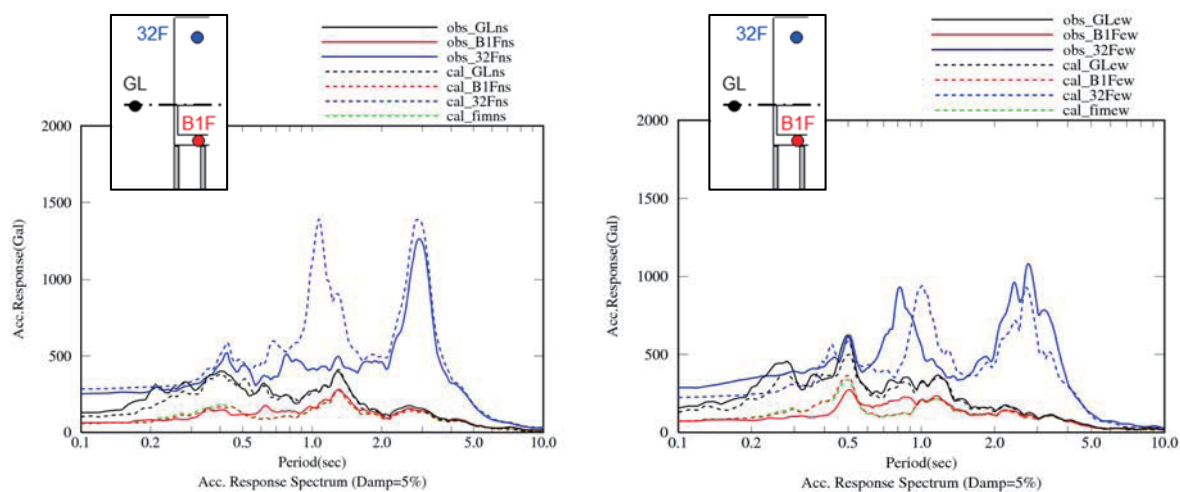 32F
GL
B1F
obs_GLns
obs_B1Fns
obs_32Fns
cal_GLns
cal_B1Fns
cal_32Fns
cal_fimns
2000
1500
1000
500
0
Acc.Response(Gal)
0.1 0.2 0.5 1.0 2.0 5.0 10.0
Period(sec)
Acc. Response Spectrum (Damp=5%)
32F
GL
B1F
obs_GLew
obs_B1Few
obs_32Few
cal_GLew
cal_B1Few
cal_32Few
cal_fimew
2000
1500
1000
500
0
Acc.Response(Gal)
0.1 0.2 0.5 1.0 2.0 5.0 10.0
Period(sec)
Acc. Response Spectrum (Damp=5%)